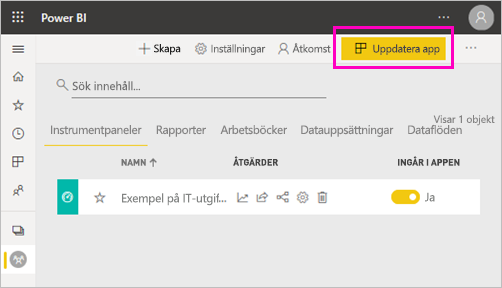 Power BI
Skapa Inställningar Åtkomst Uppdatera app
Sök innehåll...
Visar 1 objekt
Instrumentpaneler Rapporter Arbetsböcker Datauppsättningar Dataflöden
NAMN ÅTGÄRDER INGÅR I APPEN
Exempel på IT-utgif... Ja